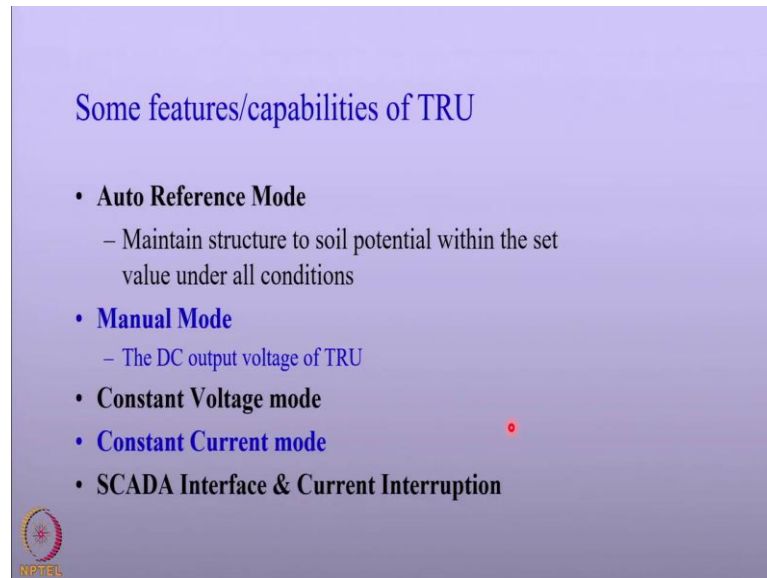 Some features/capabilities of TRU
• Auto Reference Mode
– Maintain structure to soil potential within the set
value under all conditions
• Manual Mode
– The DC output voltage of TRU
• Constant Voltage mode
• Constant Current mode
• SCADA Interface & Current Interruption
NPTEL